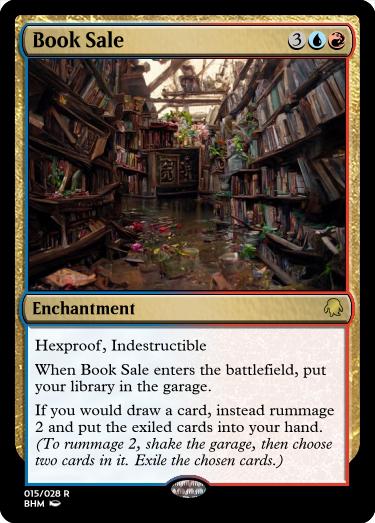 Book Sale 3
Enchantment
Hexproof, Indestructible
When Book Sale enters the battlefield, put
your library in the garage.
If you would draw a card, instead rummage
2 and put the exiled cards into your hand.
(To rummage 2, shake the garage, then choose
two cards in it. Exile the chosen cards.)
015/028 R
BHM